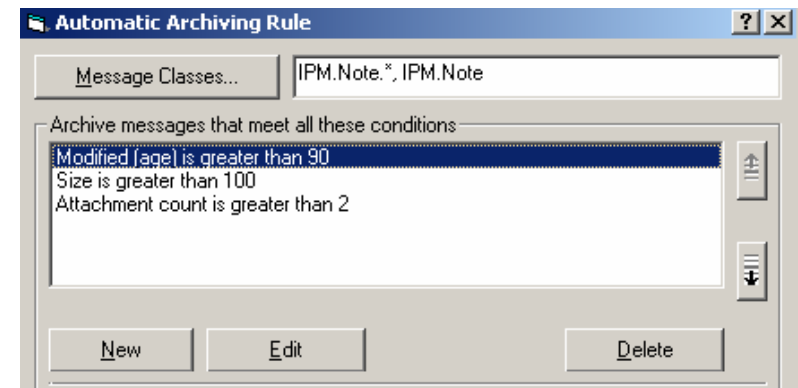 Automatic Archiving Rule
Message Classes... IPM.Note.*, IPM.Note
Archive messages that meet all these conditions
Modified (age) is greater than 90
Size is greater than 100
Attachment count is greater than 2
New Edit Delete